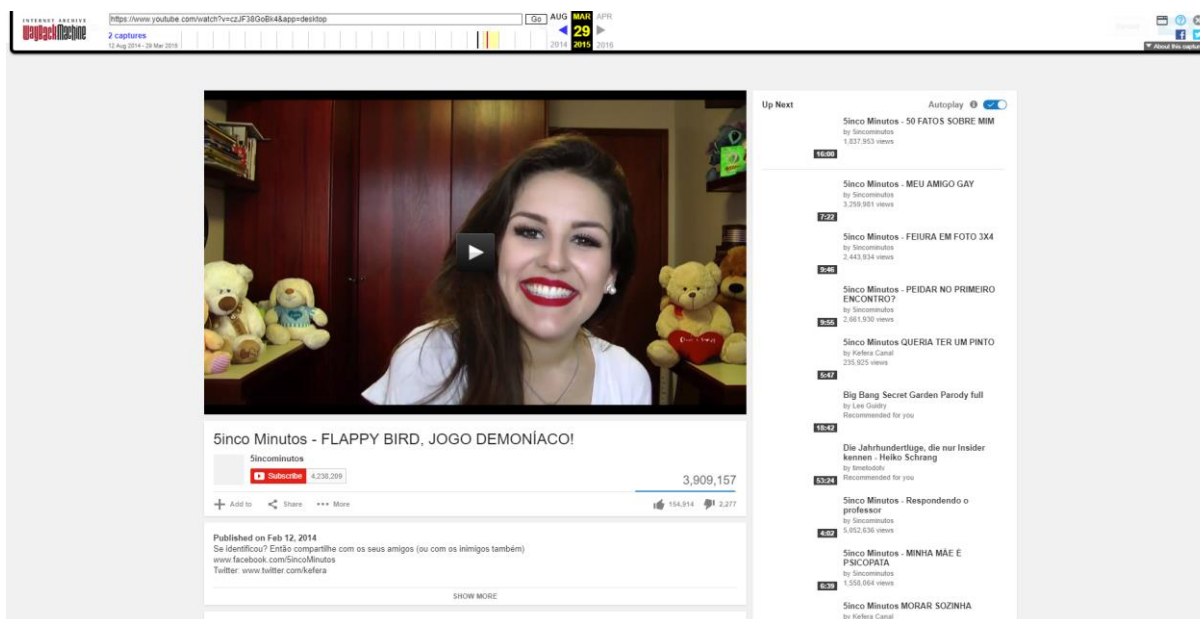 INTERNET ARCHIVE
WayBackMachine
https://www.youtube.com/watch?v=czJF38GoBk4&app=desktop
Go
AUG MAR APR
2 captures
12 Aug 2014 - 29 Mar 2015
29
2014 2015 2016
About this capture
Up Next
Autoplay
5inco Minutos - 50 FATOS SOBRE MIM
by 5incominutos
1,837,953 views
16:00
5inco Minutos - MEU AMIGO GAY
by 5incominutos
3,259,981 views
7:22
5inco Minutos - FEIURA EM FOTO 3X4
by 5incominutos
2,443,934 views
9:46
5inco Minutos - PEIDAR NO PRIMEIRO
ENCONTRO?
by 5incominutos
2,661,930 views
9:55
5inco Minutos QUERIA TER UM PINTO
by Kefera Canal
235,925 views
5:47
Big Bang Secret Garden Parody full
by Lee Guidry
Recommended for you
18:42
Die Jahrhundertlüge, die nur Insider
kennen - Heiko Schrang
by timetodotv
Recommended for you
53:24
5inco Minutos - Respondendo o
professor
by 5incominutos
5,052,636 views
4:02
5inco Minutos - MINHA MÃE É
PSICOPATA
by 5incominutos
1,558,064 views
6:39
5inco Minutos MORAR SOZINHA
by Kefera Canal
5inco Minutos - FLAPPY BIRD, JOGO DEMONÍACO!
5incominutos
Subscribe 4,238,209
3,909,157
Add to Share More
154,914 2,277
Published on Feb 12, 2014
Se identificou? Então compartilhe com os seus amigos (ou com os inimigos também)
www.facebook.com/5incoMinutos
Twitter: www.twitter.com/kefera
SHOW MORE